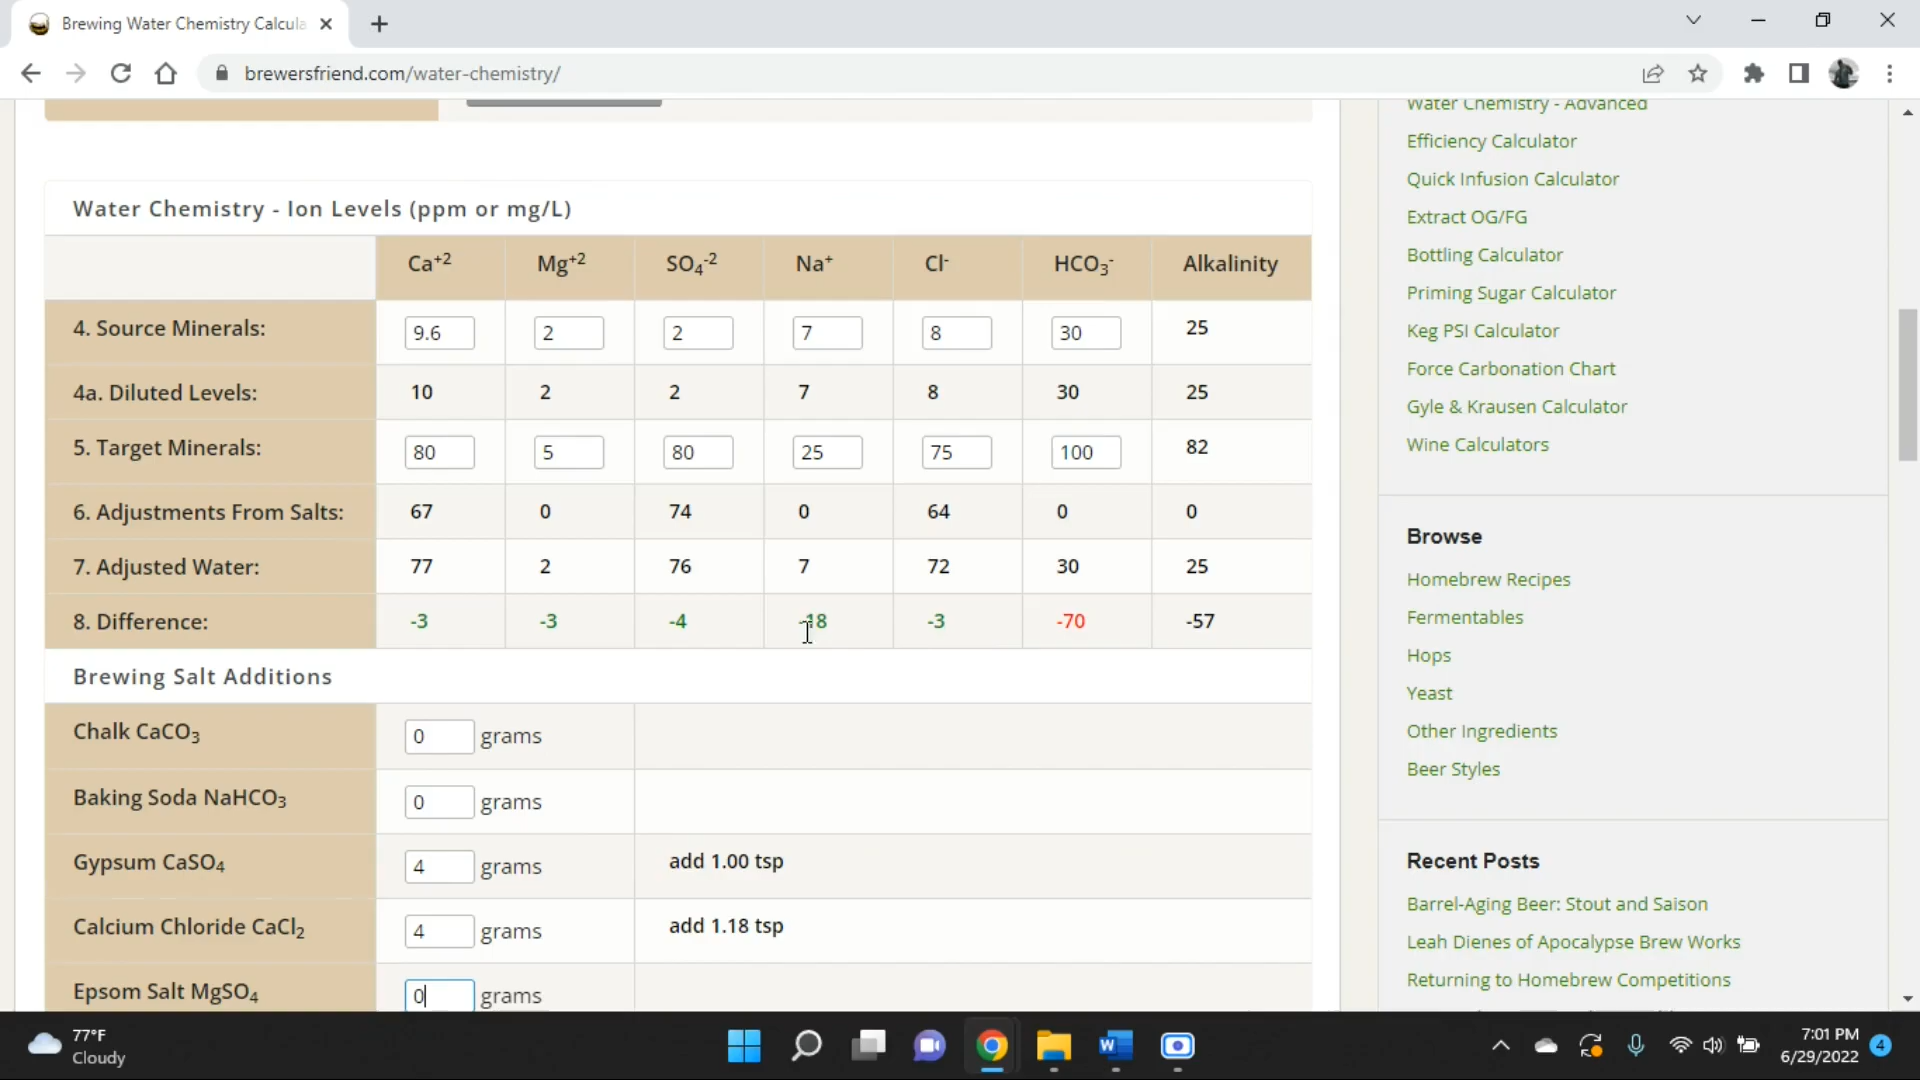 Brewing Water Chemistry Calcula
brewersfriend.com/water-chemistry/
Water Chemistry - Ion Levels (ppm or mg/L)
Ca+2 Mg+2 SO4-2 Na+ Cl- HCO3- Alkalinity
4. Source Minerals: 9.6 2 2 7 8 30 25
4a. Diluted Levels: 10 2 2 7 8 30 25
5. Target Minerals: 80 5 80 25 75 100 82
6. Adjustments From Salts: 67 0 74 0 64 0 0
7. Adjusted Water: 77 2 76 7 72 30 25
8. Difference: -3 -3 -4 -18 -3 -70 -57
Brewing Salt Additions
Chalk CaCO3 0 grams
Baking Soda NaHCO3 0 grams
Gypsum CaSO4 4 grams add 1.00 tsp
Calcium Chloride CaCl2 4 grams add 1.18 tsp
Epsom Salt MgSO4 0 grams
Water Chemistry - Advanced
Efficiency Calculator
Quick Infusion Calculator
Extract OG/FG
Bottling Calculator
Priming Sugar Calculator
Keg PSI Calculator
Force Carbonation Chart
Gyle & Krausen Calculator
Wine Calculators
Browse
Homebrew Recipes
Fermentables
Hops
Yeast
Other Ingredients
Beer Styles
Recent Posts
Barrel-Aging Beer: Stout and Saison
Leah Dienes of Apocalypse Brew Works
Returning to Homebrew Competitions
77°F
Cloudy
W
7:01 PM
6/29/2022
4